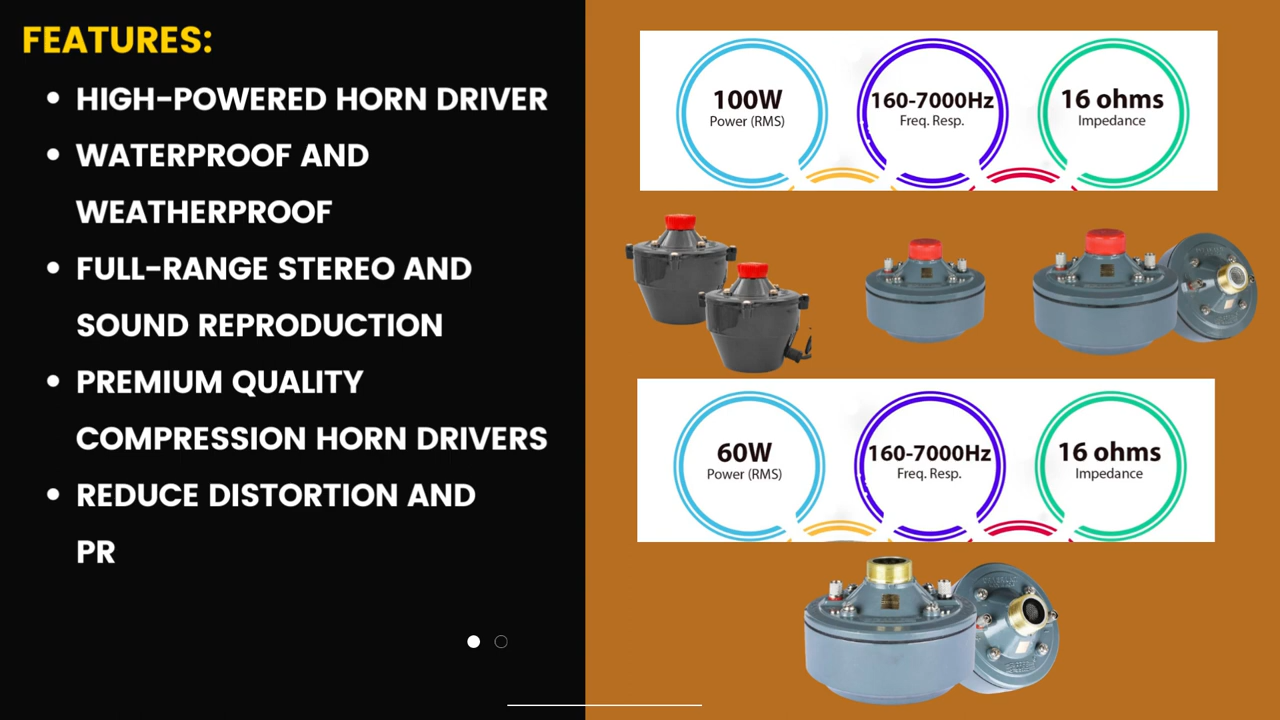 FEATURES:
• HIGH-POWERED HORN DRIVER
• WATERPROOF AND
WEATHERPROOF
• FULL-RANGE STEREO AND
SOUND REPRODUCTION
• PREMIUM QUALITY
COMPRESSION HORN DRIVERS
• REDUCE DISTORTION AND
PR
100W
Power (RMS)
160-7000Hz
Freq. Resp.
16 ohms
Impedance
60W
Power (RMS)
160-7000Hz
Freq. Resp.
16 ohms
Impedance